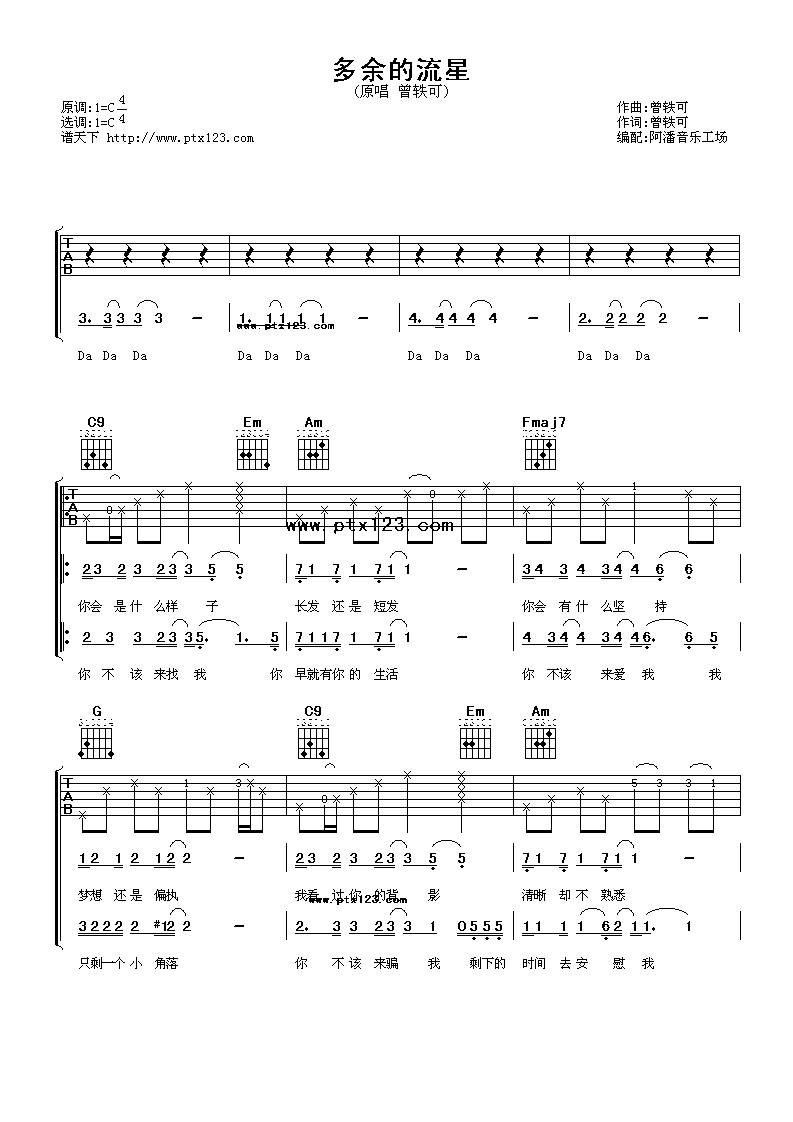 多余的流星
(原唱 曾轶可)
原调:1=C 4/4
选调:1=C
谱天下 http://www.ptx123.com
作曲:曾轶可
作词:曾轶可
编配:阿潘音乐工场
T A B
3. 3 3 3 3 - 1. 1 1 1 1 - 4. 4 4 4 4 - 2. 2 2 2 2 -
www.ptx123.com
Da Da Da Da Da Da Da Da Da Da Da Da
C9 Em Am Fmaj7
T A B 0 0 1
www.ptx123.com
2 3 2 3 2 3 3 5 5 7 1 7 1 7 1 1 - 3 4 3 4 3 4 4 6 6
你会 是什 么样 子 长发 还是 短发 你会 有什 么坚 持
2 3 3 2 3 3 5. 1. 5 7 1 1 7 1 7 1 1 - 4 3 4 4 3 4 4 6. 6 5
你 不 该 来找 我 你 早就有你的 生活 你 不该 来爱 我 我
G C9 Em Am
T A B 1 3 0 5 3 3 1
1 2 1 2 1 2 2 - 2 3 2 3 2 3 3 5 5 7 1 7 1 7 1 1 -
梦想 还是 偏执 我看 过你 的背 影 清晰 却不 熟悉
www.ptx123.com
3 2 2 2 2 #1 2 2 - 2. 3 3 2 3 3 1 0 5 5 5 1 1 1 1 6 2 1 1. 1
只剩一个 小 角落 你 不 该 来骗 我 剩下的 时间 去安 慰我